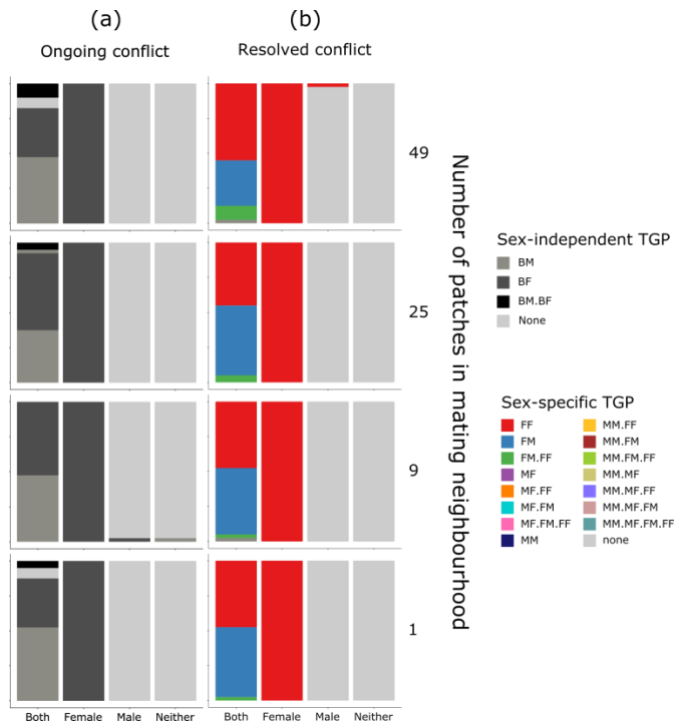 (a) (b)
Ongoing conflict Resolved conflict
49
25
9
1
Number of patches in mating neighbourhood
Both Female Male Neither Both Female Male Neither
Sex-independent TGP
BM
BF
BM.BF
None
Sex-specific TGP
FF MM.FF
FM MM.FM
FM.FF MM.FM.FF
MF MM.MF
MF.FF MM.MF.FF
MF.FM MM.MF.FM
MF.FM.FF MM.MF.FM.FF
MM none